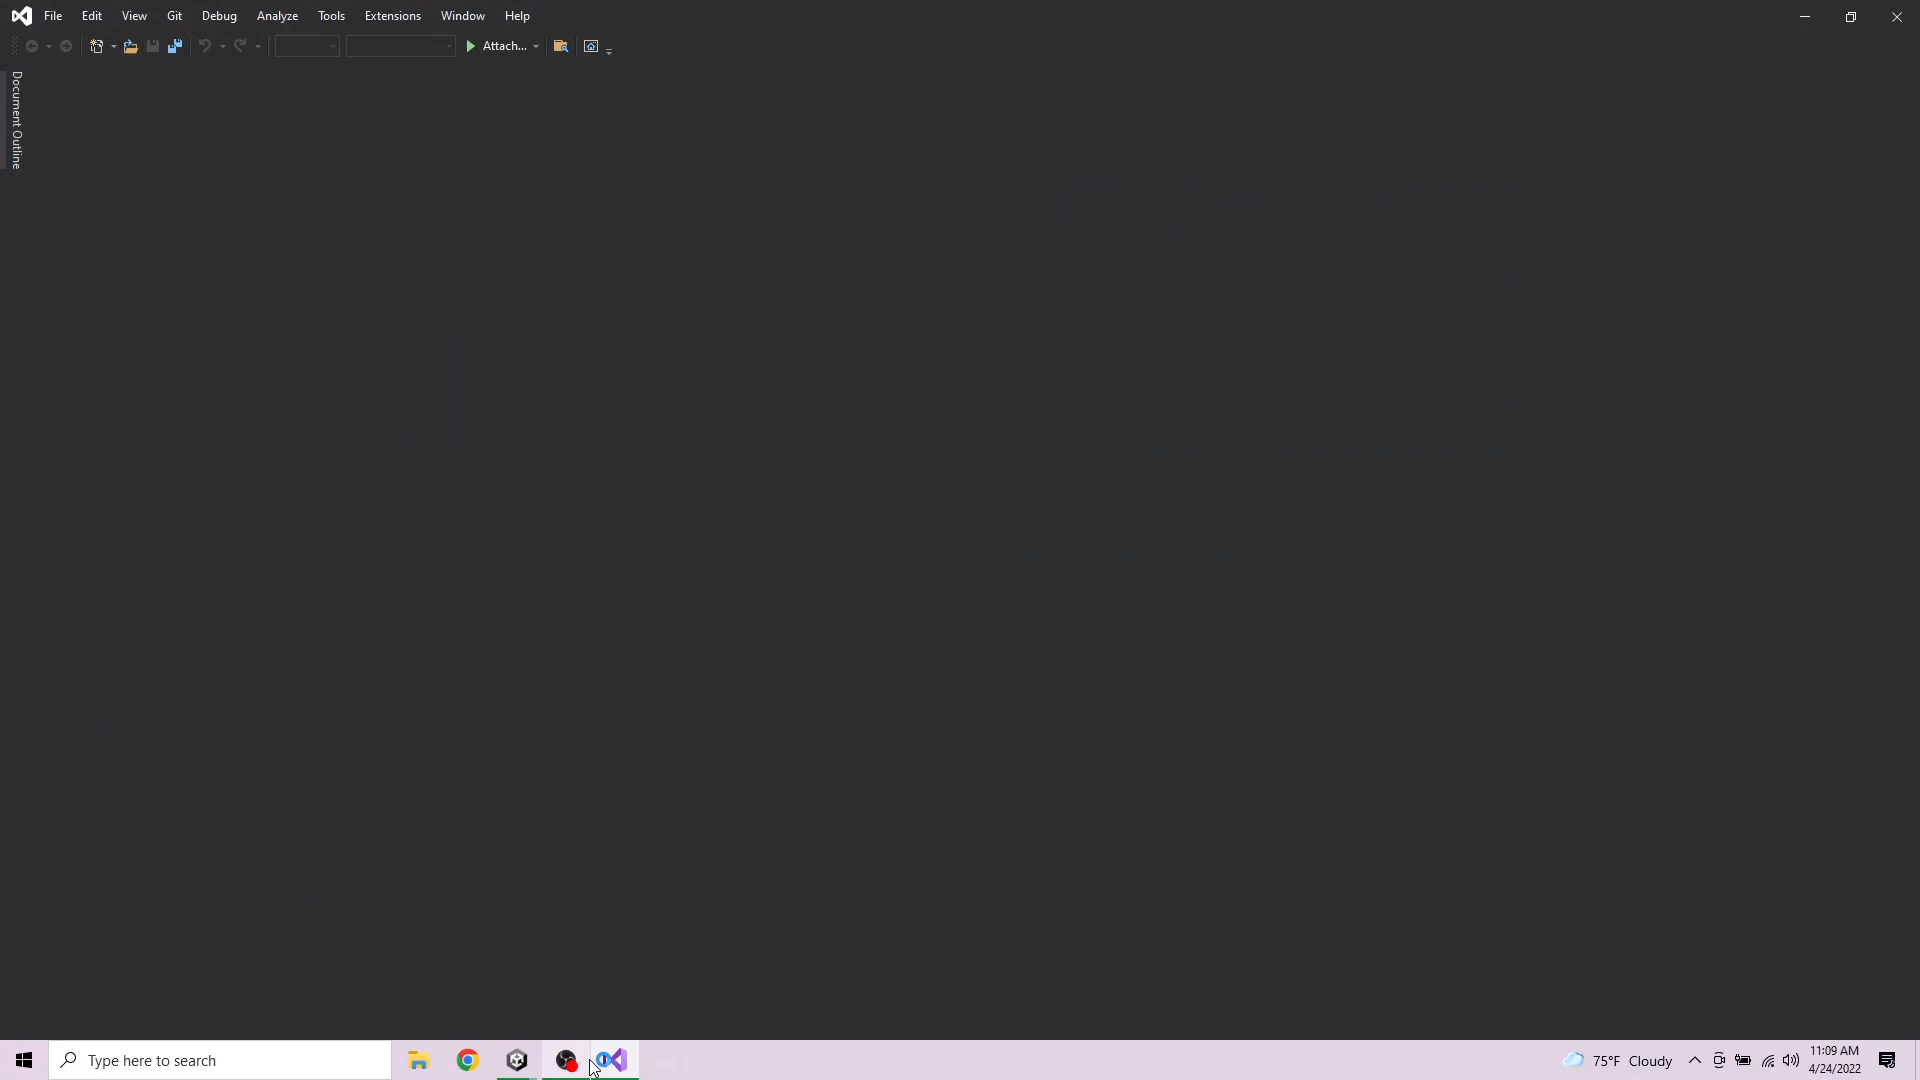 File Edit View Git Debug Analyze Tools Extensions Window Help
Attach...
Document Outline
Type here to search
75°F Cloudy
11:09 AM
4/24/2022